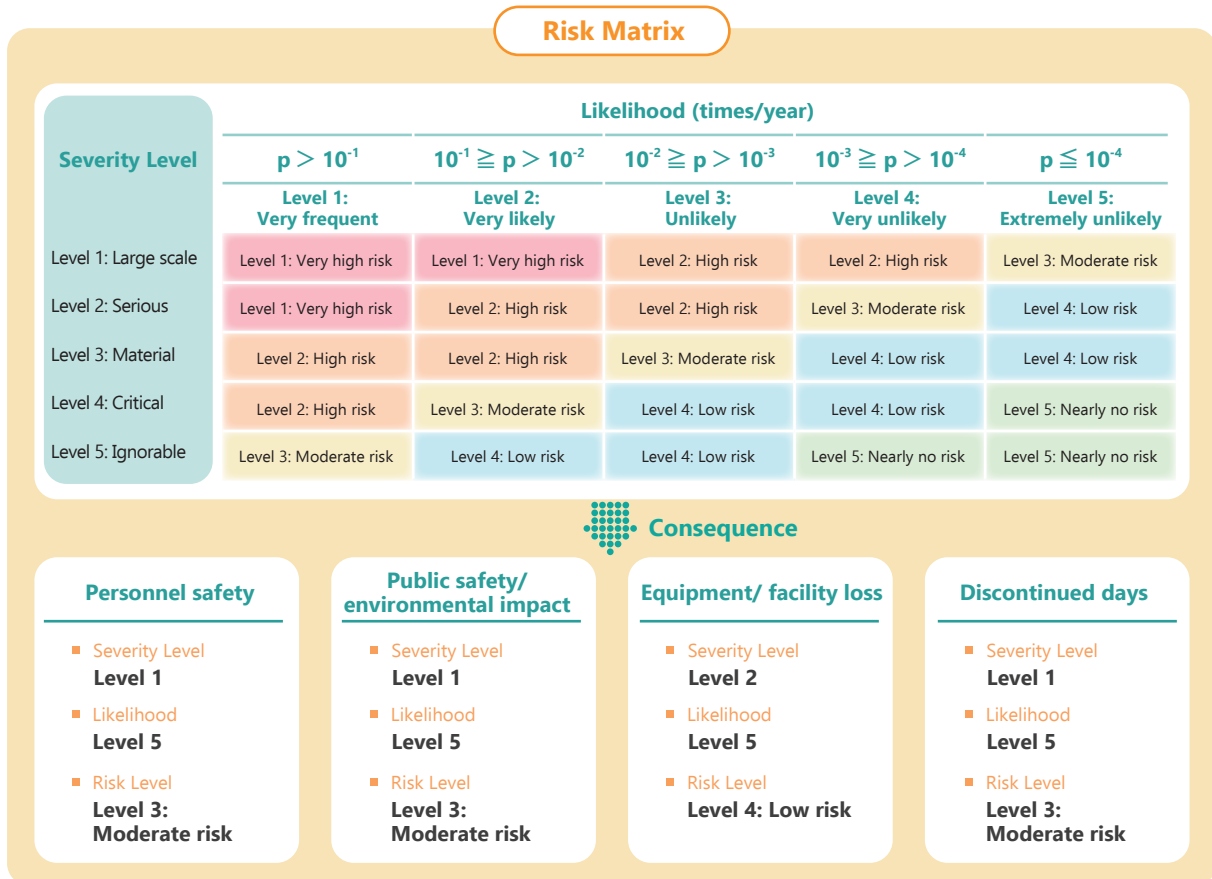 Risk Matrix
Severity Level
Likelihood (times/year)
p > 10⁻¹
10⁻¹ ≧ p > 10⁻²
10⁻² ≧ p > 10⁻³
10⁻³ ≧ p > 10⁻⁴
p ≦ 10⁻⁴
Level 1:
Very frequent
Level 2:
Very likely
Level 3:
Unlikely
Level 4:
Very unlikely
Level 5:
Extremely unlikely
Level 1: Large scale
Level 1: Very high risk
Level 1: Very high risk
Level 2: High risk
Level 2: High risk
Level 3: Moderate risk
Level 2: Serious
Level 1: Very high risk
Level 2: High risk
Level 2: High risk
Level 3: Moderate risk
Level 4: Low risk
Level 3: Material
Level 2: High risk
Level 2: High risk
Level 3: Moderate risk
Level 4: Low risk
Level 4: Low risk
Level 4: Critical
Level 2: High risk
Level 3: Moderate risk
Level 4: Low risk
Level 4: Low risk
Level 5: Nearly no risk
Level 5: Ignorable
Level 3: Moderate risk
Level 4: Low risk
Level 4: Low risk
Level 5: Nearly no risk
Level 5: Nearly no risk
Consequence
Personnel safety
Severity Level
Level 1
Likelihood
Level 5
Risk Level
Level 3:
Moderate risk
Public safety/
environmental impact
Severity Level
Level 1
Likelihood
Level 5
Risk Level
Level 3:
Moderate risk
Equipment/ facility loss
Severity Level
Level 2
Likelihood
Level 5
Risk Level
Level 4: Low risk
Discontinued days
Severity Level
Level 1
Likelihood
Level 5
Risk Level
Level 3:
Moderate risk